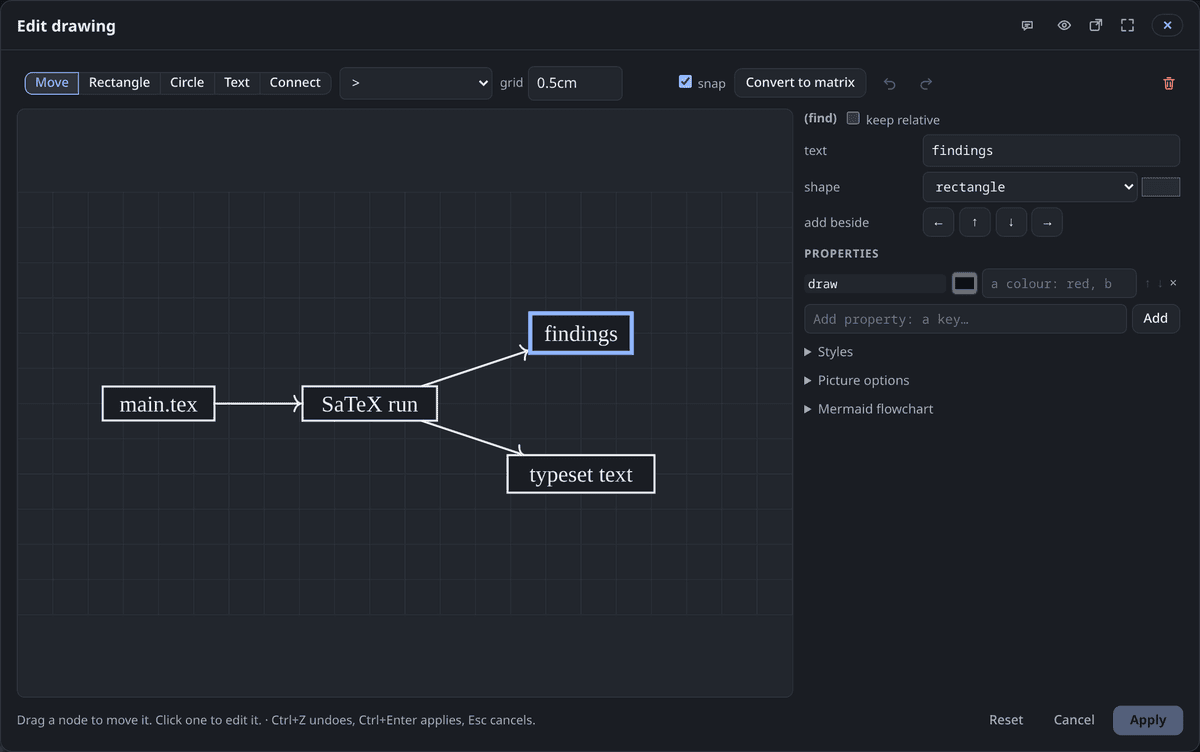 Edit drawing
Move Rectangle Circle Text Connect > grid 0.5cm snap Convert to matrix
(find) keep relative
text findings
shape rectangle
add beside ← ↑ ↓ →
PROPERTIES
draw a colour: red, b ↑ ↓ ×
Add property: a key… Add
Styles
Picture options
Mermaid flowchart
findings
main.tex SaTeX run
typeset text
Drag a node to move it. Click one to edit it. · Ctrl+Z undoes, Ctrl+Enter applies, Esc cancels.
Reset Cancel Apply